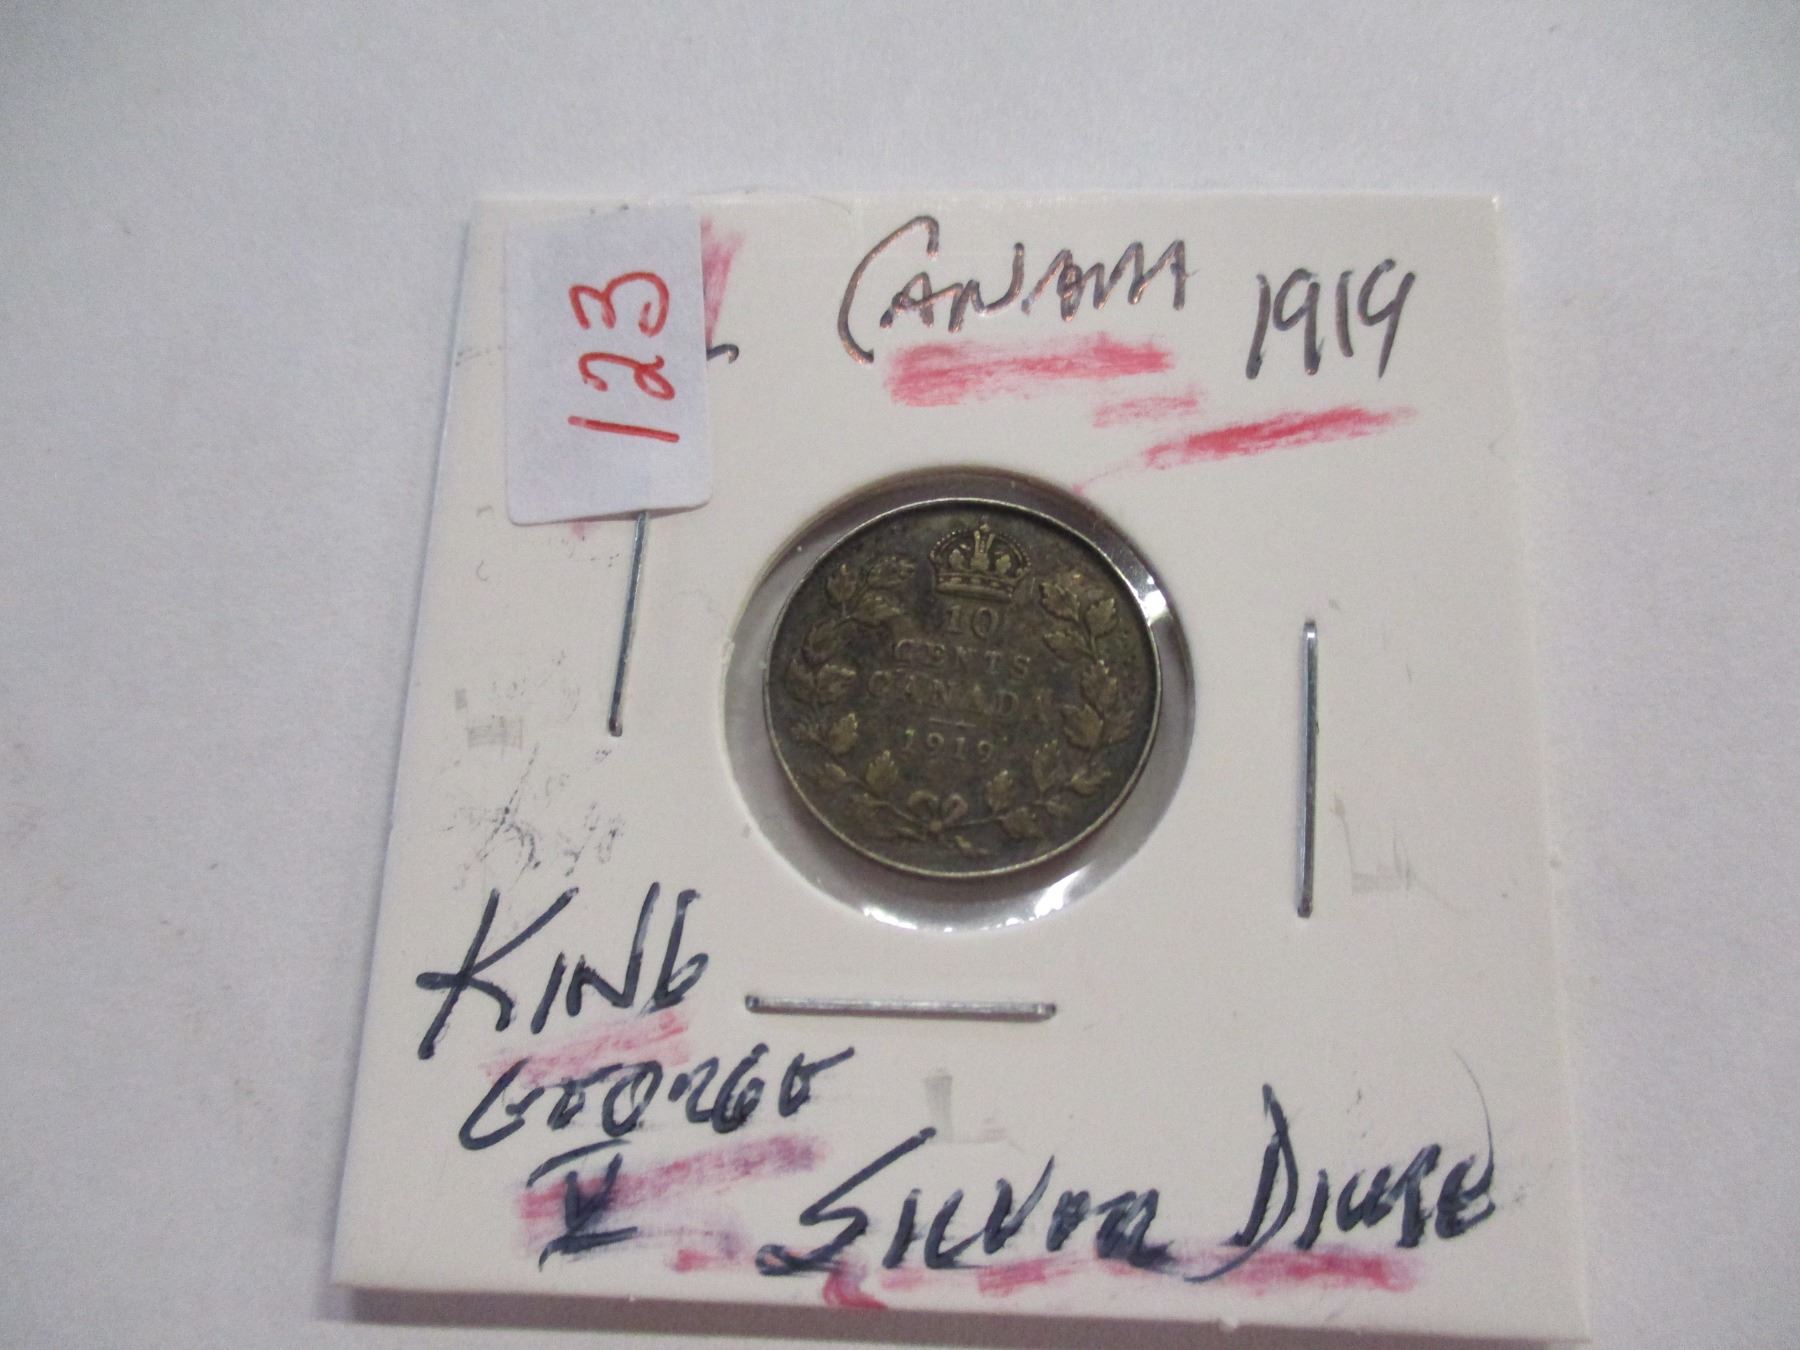 123
CANADA 1919
10
CENTS
CANADA
1919
KING
GEORGE
V
SILVER DIME